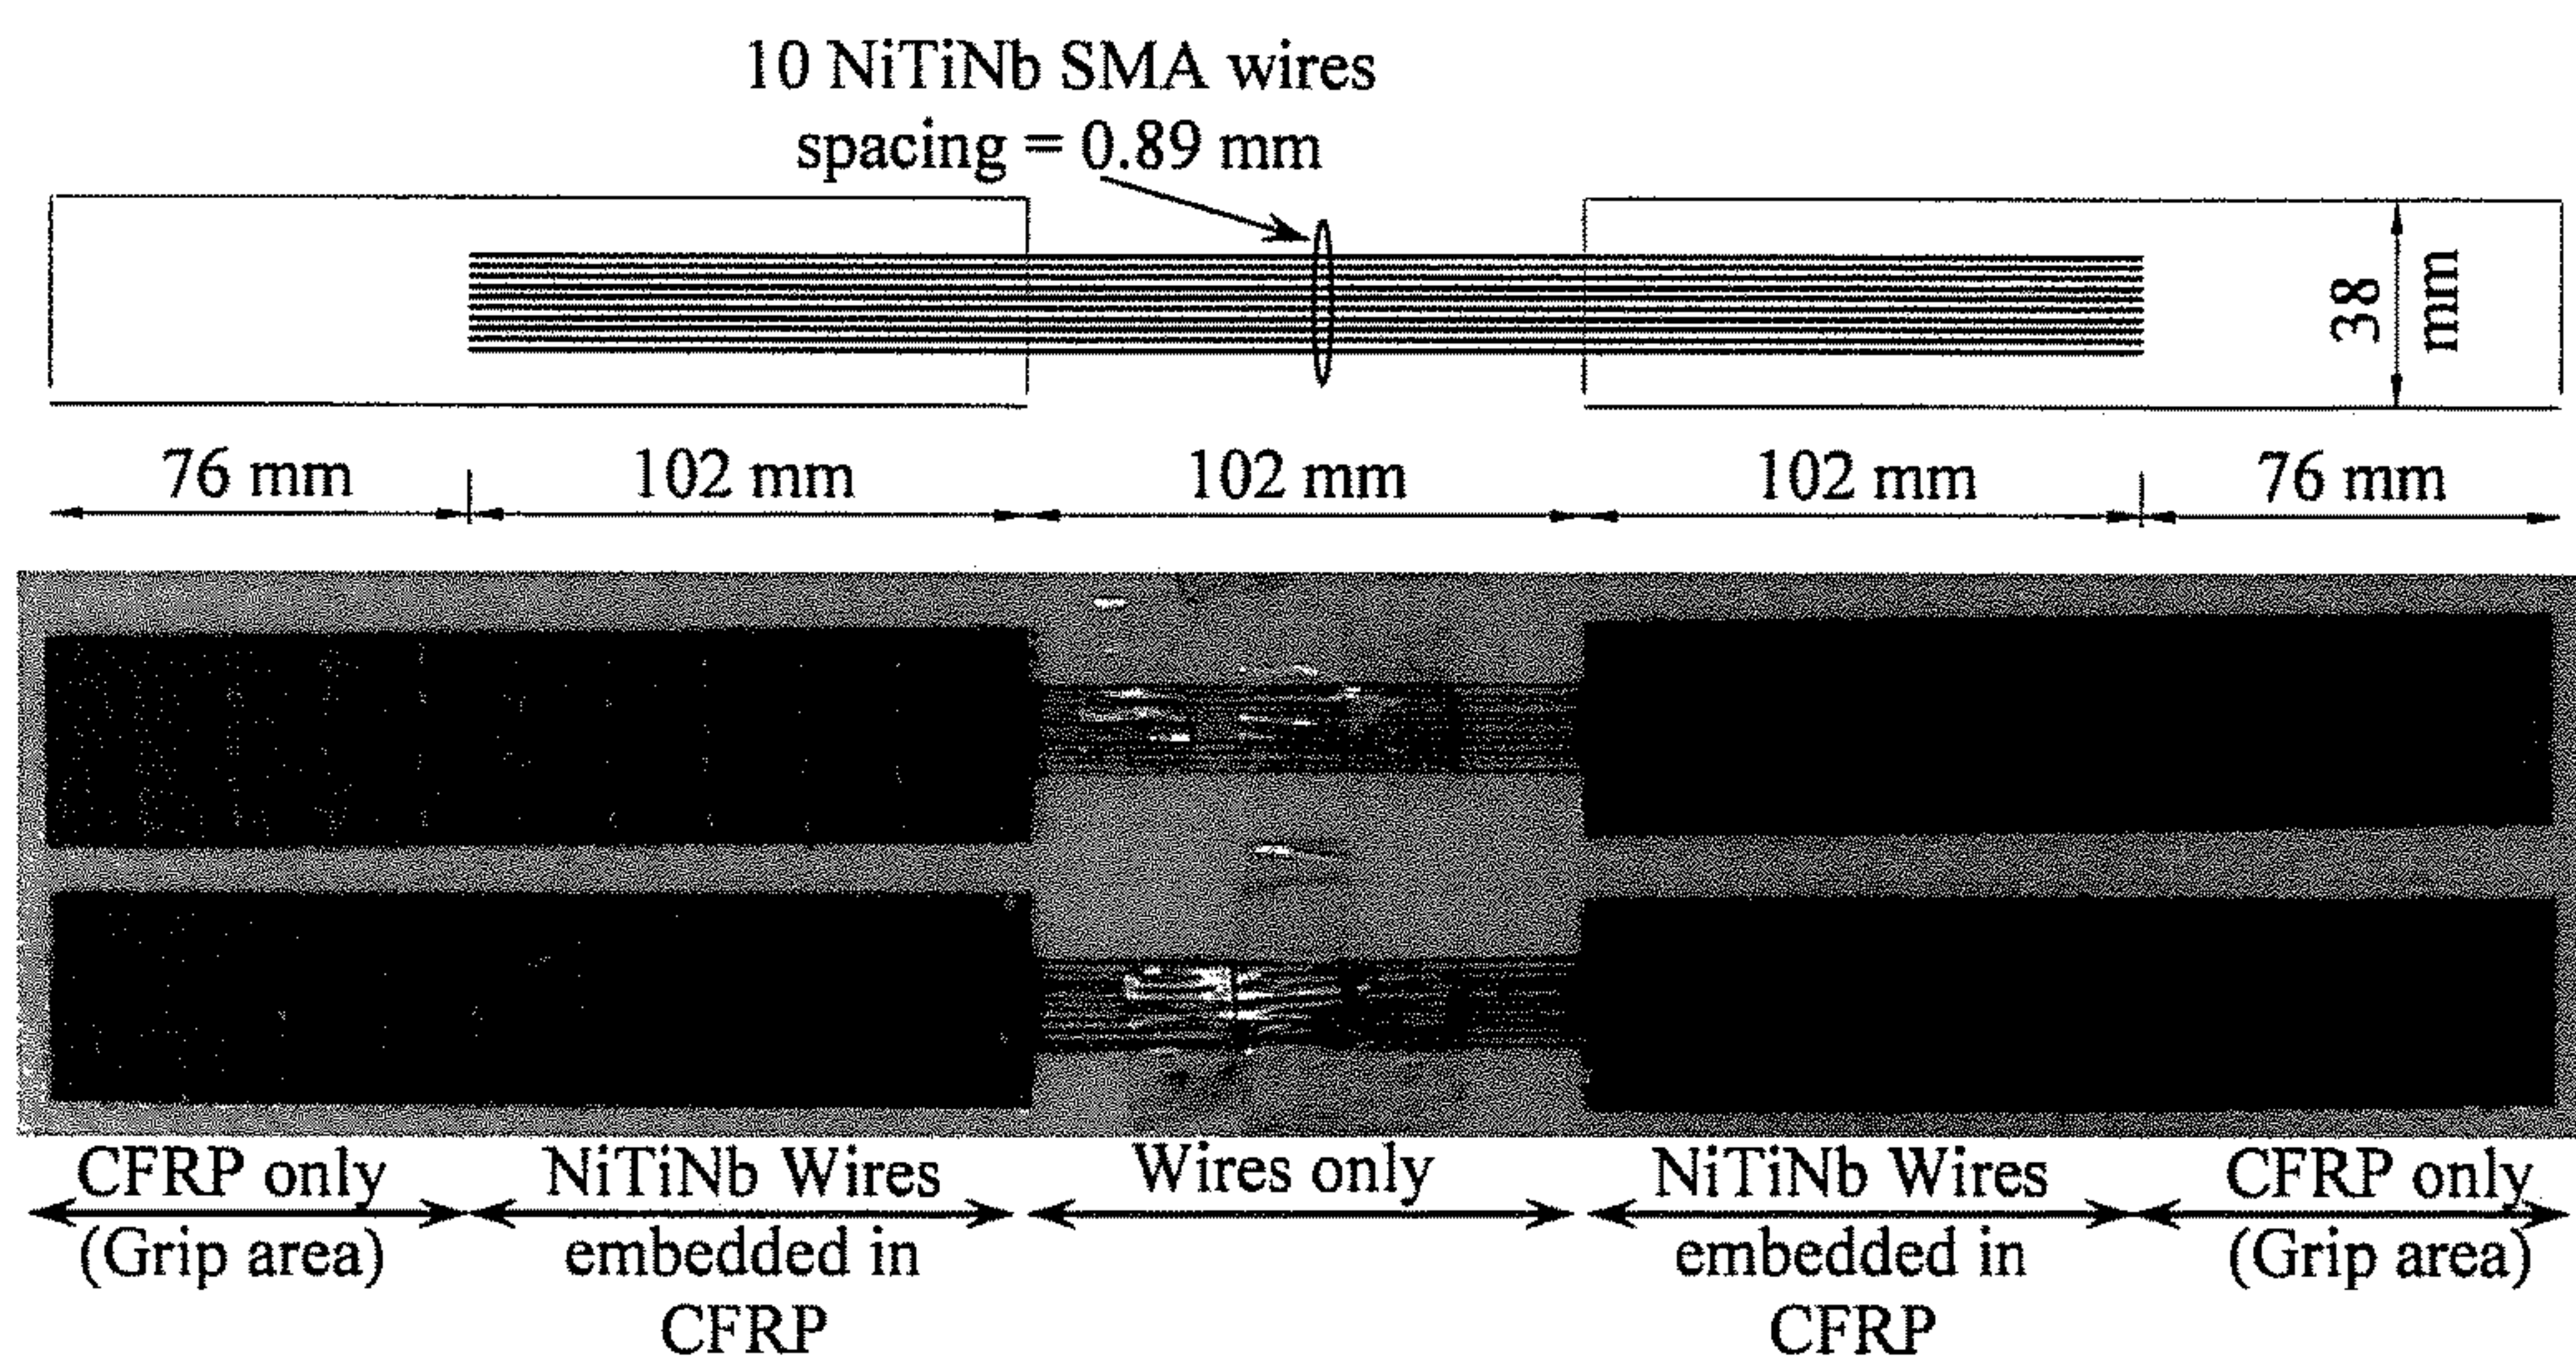 10 NiTiNb SMA wires
spacing = 0.89 mm
38
mm
76 mm
102 mm
102 mm
102 mm
76 mm
CFRP only
(Grip area)
NiTiNb Wires
embedded in
CFRP
Wires only
NiTiNb Wires
embedded in
CFRP
CFRP only
(Grip area)